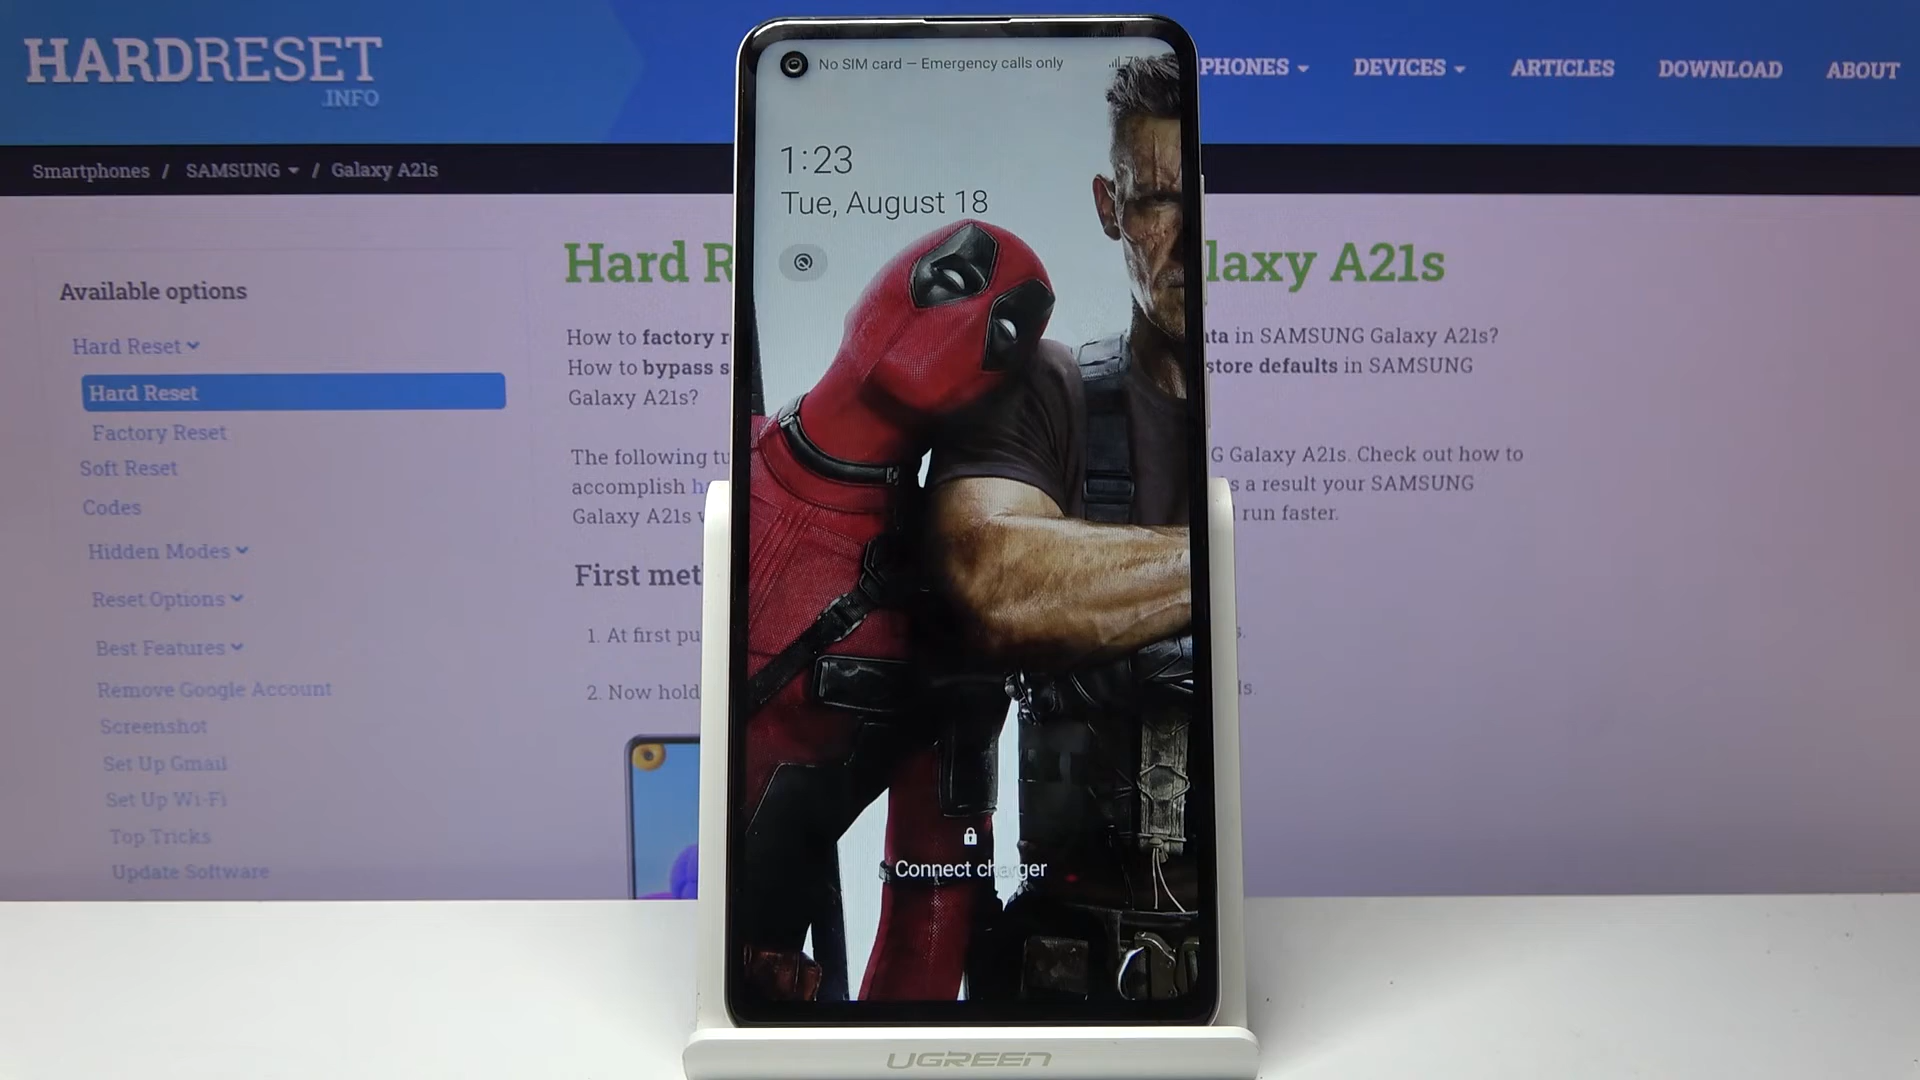 HARDRESET
.INFO
PHONES
DEVICES
ARTICLES
DOWNLOAD
ABOUT
Smartphones / SAMSUNG / Galaxy A21s
Available options
Hard Reset
Hard Reset
Factory Reset
Soft Reset
Codes
Hidden Modes
Reset Options
Best Features
Remove Google Account
Screenshot
Set Up Gmail
Set Up Wi-Fi
Top Tricks
Update Software
Hard R
laxy A21s
How to factory r
ta in SAMSUNG Galaxy A21s?
How to bypass s
store defaults in SAMSUNG
Galaxy A21s?
The following tu
G Galaxy A21s. Check out how to
accomplish h
s a result your SAMSUNG
Galaxy A21s
run faster.
First met
1. At first pu
2. Now hold
ls.
No SIM card – Emergency calls only
1:23
Tue, August 18
Connect charger
UGREEN